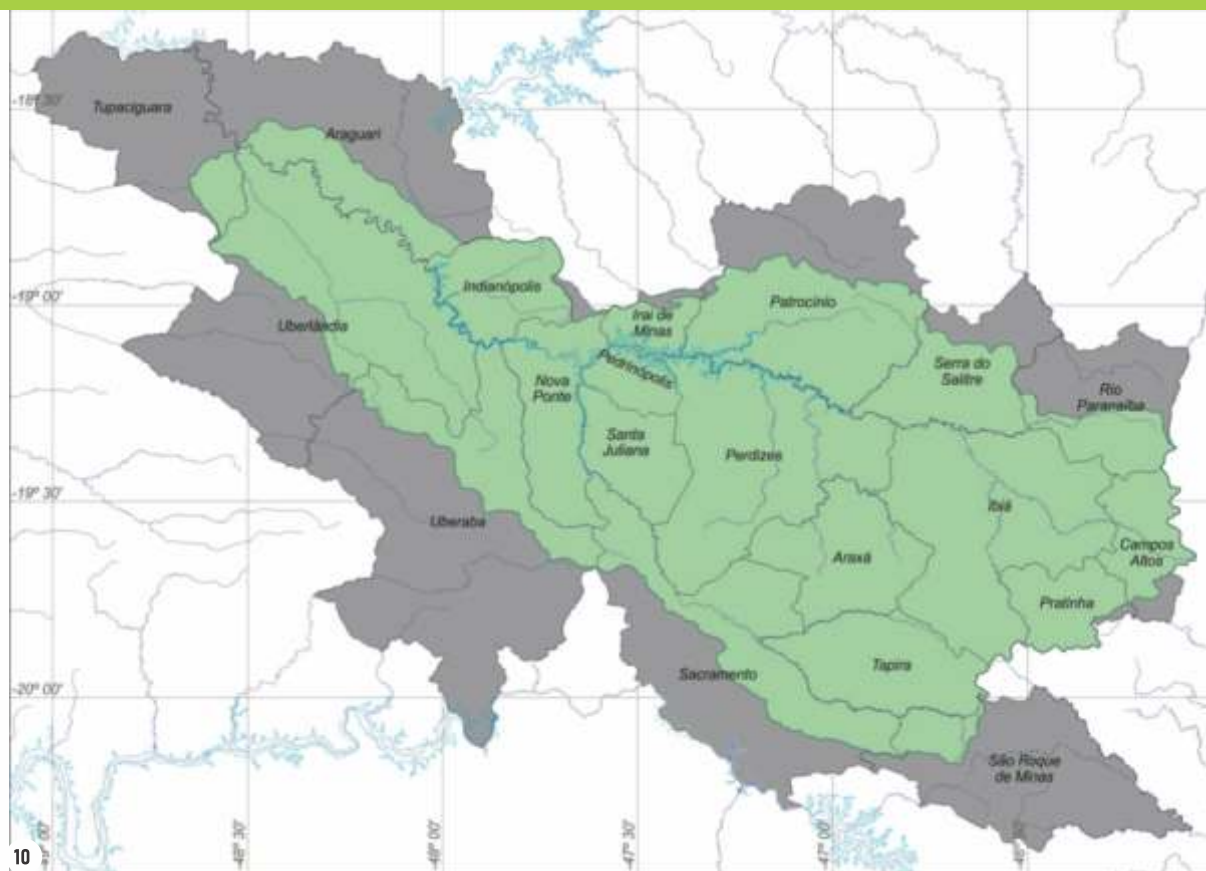 -18° 30'
Tupaciguara
Araguari
-19° 00'
Indianópolis
Patrocínio
Uberlândia
Irai de
Minas
Pedrinópolis
Serra do
Salitre
Nova
Ponte
Rio
Paranaíba
Santa
Juliana
Perdizes
-19° 30'
Uberaba
Ibiá
Araxá
Campos
Altos
Pratinha
Sacramento
Tapira
-20° 00'
São Roque
de Minas
-48° 30'
-48° 00'
-47° 30'
-47° 00'
10